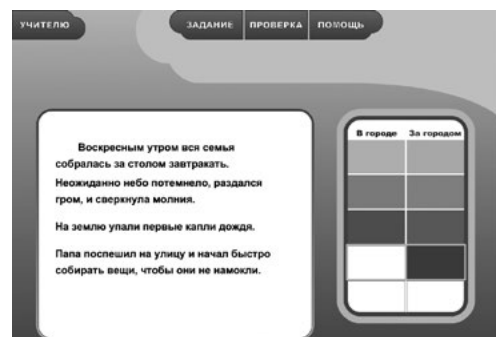 УЧИТЕЛЮ
ЗАДАНИЕ ПРОВЕРКА ПОМОЩЬ
Воскресным утром вся семья
собралась за столом завтракать.
Неожиданно небо потемнело, раздался
гром, и сверкнула молния.
На землю упали первые капли дождя.
Папа поспешил на улицу и начал быстро
собирать вещи, чтобы они не намокли.
В городе За городом